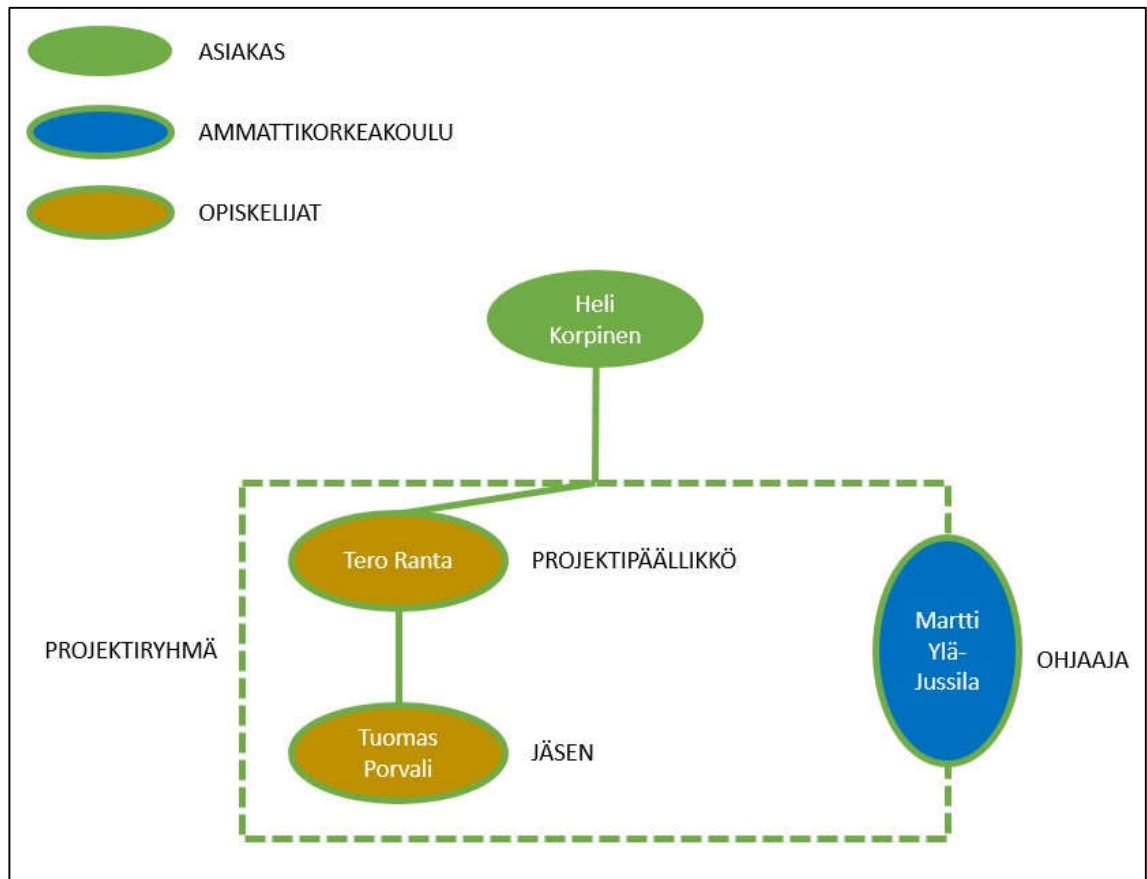 ASIAKAS
AMMATTIKORKEAKOULU
OPISKELIJAT
Heli
Korpinen
Tero Ranta
PROJEKTIPÄÄLLIKKÖ
PROJEKTIRYHMÄ
Martti
Ylä-
Jussila
OHJAAJA
Tuomas
Porvali
JÄSEN